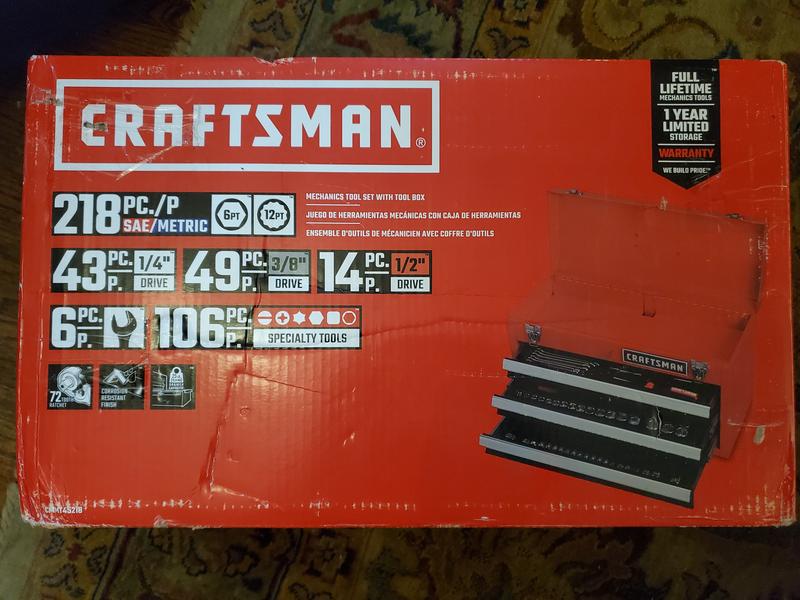 CRAFTSMAN®
FULL
LIFETIME
MECHANICS TOOLS
1 YEAR
LIMITED
STORAGE
WARRANTY
WE BUILD PRIDE™
218 PC./P
SAE/METRIC
6PT
12PT
MECHANICS TOOL SET WITH TOOL BOX
JUEGO DE HERRAMIENTAS MECÁNICAS CON CAJA DE HERRAMIENTAS
ENSEMBLE D'OUTILS DE MÉCANICIEN AVEC COFFRE D'OUTILS
43 PC. P. 1/4" DRIVE
49 PC. P. 3/8" DRIVE
14 PC. P. 1/2" DRIVE
6 PC. P.
106 PC. P. SPECIALTY TOOLS
72 TOOTH
RATCHET
CORROSION
RESISTANT
FINISH
CRAFTSMAN
CMMT45218